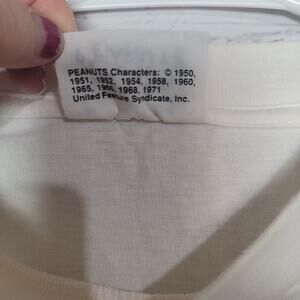 PEANUTS Characters: © 1950,
1951, 1952, 1954, 1958, 1960,
1965, 1966, 1968, 1971
United Feature Syndicate, Inc.